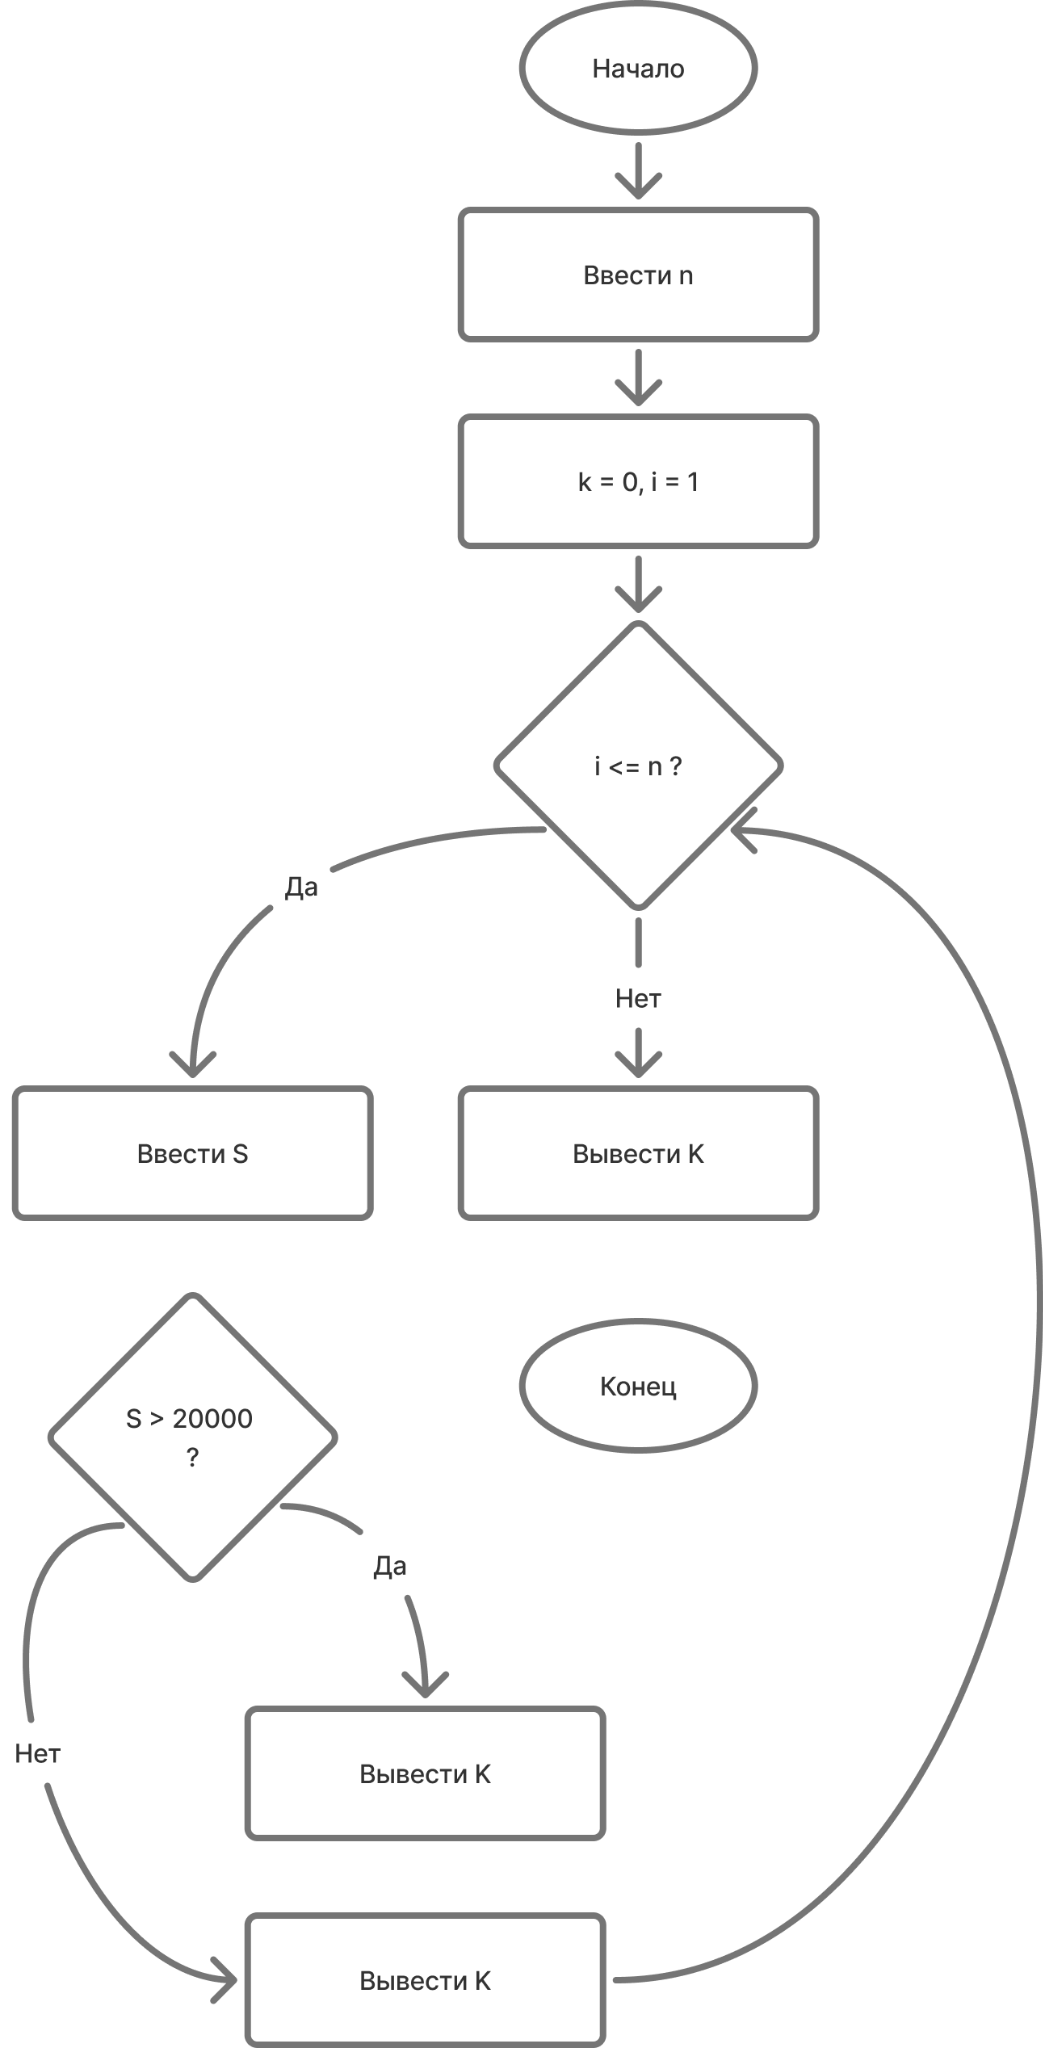 Начало
Ввести n
k = 0, i = 1
i <= n ?
Да
Нет
Ввести S
Вывести K
S > 20000
?
Конец
Да
Нет
Вывести K
Вывести K